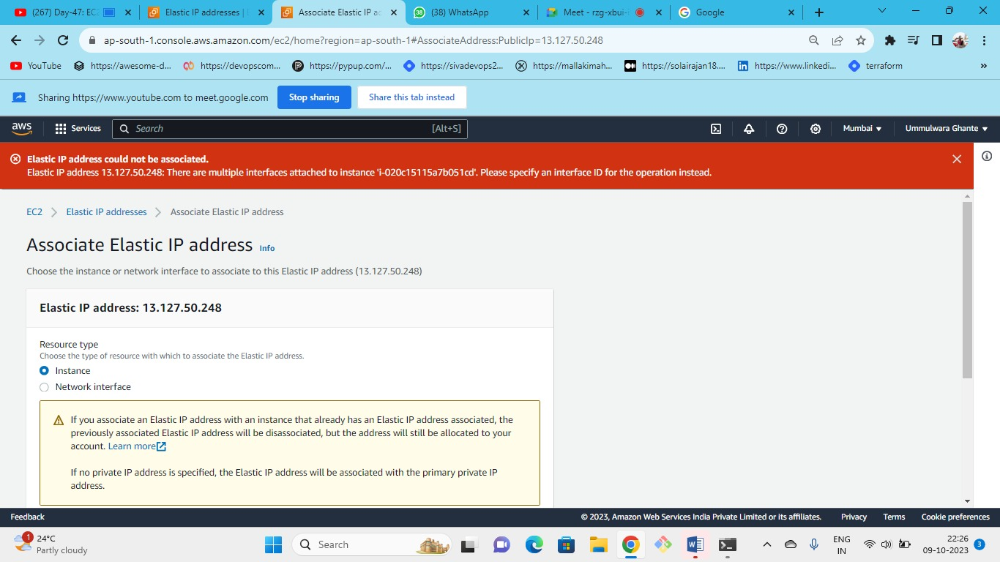 (267) Day-47: EC2
Elastic IP addresses |
Associate Elastic IP ac
(38) WhatsApp
Meet - rzg-xbui-
Google
ap-south-1.console.aws.amazon.com/ec2/home?region=ap-south-1#AssociateAddress:PublicIp=13.127.50.248
YouTube
https://awesome-d...
https://devopscom...
https://pypup.com/...
https://sivadevops2...
https://mallakimah...
https://solairajan18....
https://www.linkedi...
terraform
»
Sharing https://www.youtube.com to meet.google.com
Stop sharing
Share this tab instead
aws
Services
Search
[Alt+S]
Mumbai
Ummulwara Ghante
Elastic IP address could not be associated.
Elastic IP address 13.127.50.248: There are multiple interfaces attached to instance 'i-020c15115a7b051cd'. Please specify an interface ID for the operation instead.
EC2
Elastic IP addresses
Associate Elastic IP address
Associate Elastic IP address Info
Choose the instance or network interface to associate to this Elastic IP address (13.127.50.248)
Elastic IP address: 13.127.50.248
Resource type
Choose the type of resource with which to associate the Elastic IP address.
Instance
Network interface
If you associate an Elastic IP address with an instance that already has an Elastic IP address associated, the
previously associated Elastic IP address will be disassociated, but the address will still be allocated to your
account. Learn more
If no private IP address is specified, the Elastic IP address will be associated with the primary private IP
address.
Feedback
© 2023, Amazon Web Services India Private Limited or its affiliates.
Privacy
Terms
Cookie preferences
1
24°C
Partly cloudy
Search
ENG
IN
22:26
09-10-2023
3